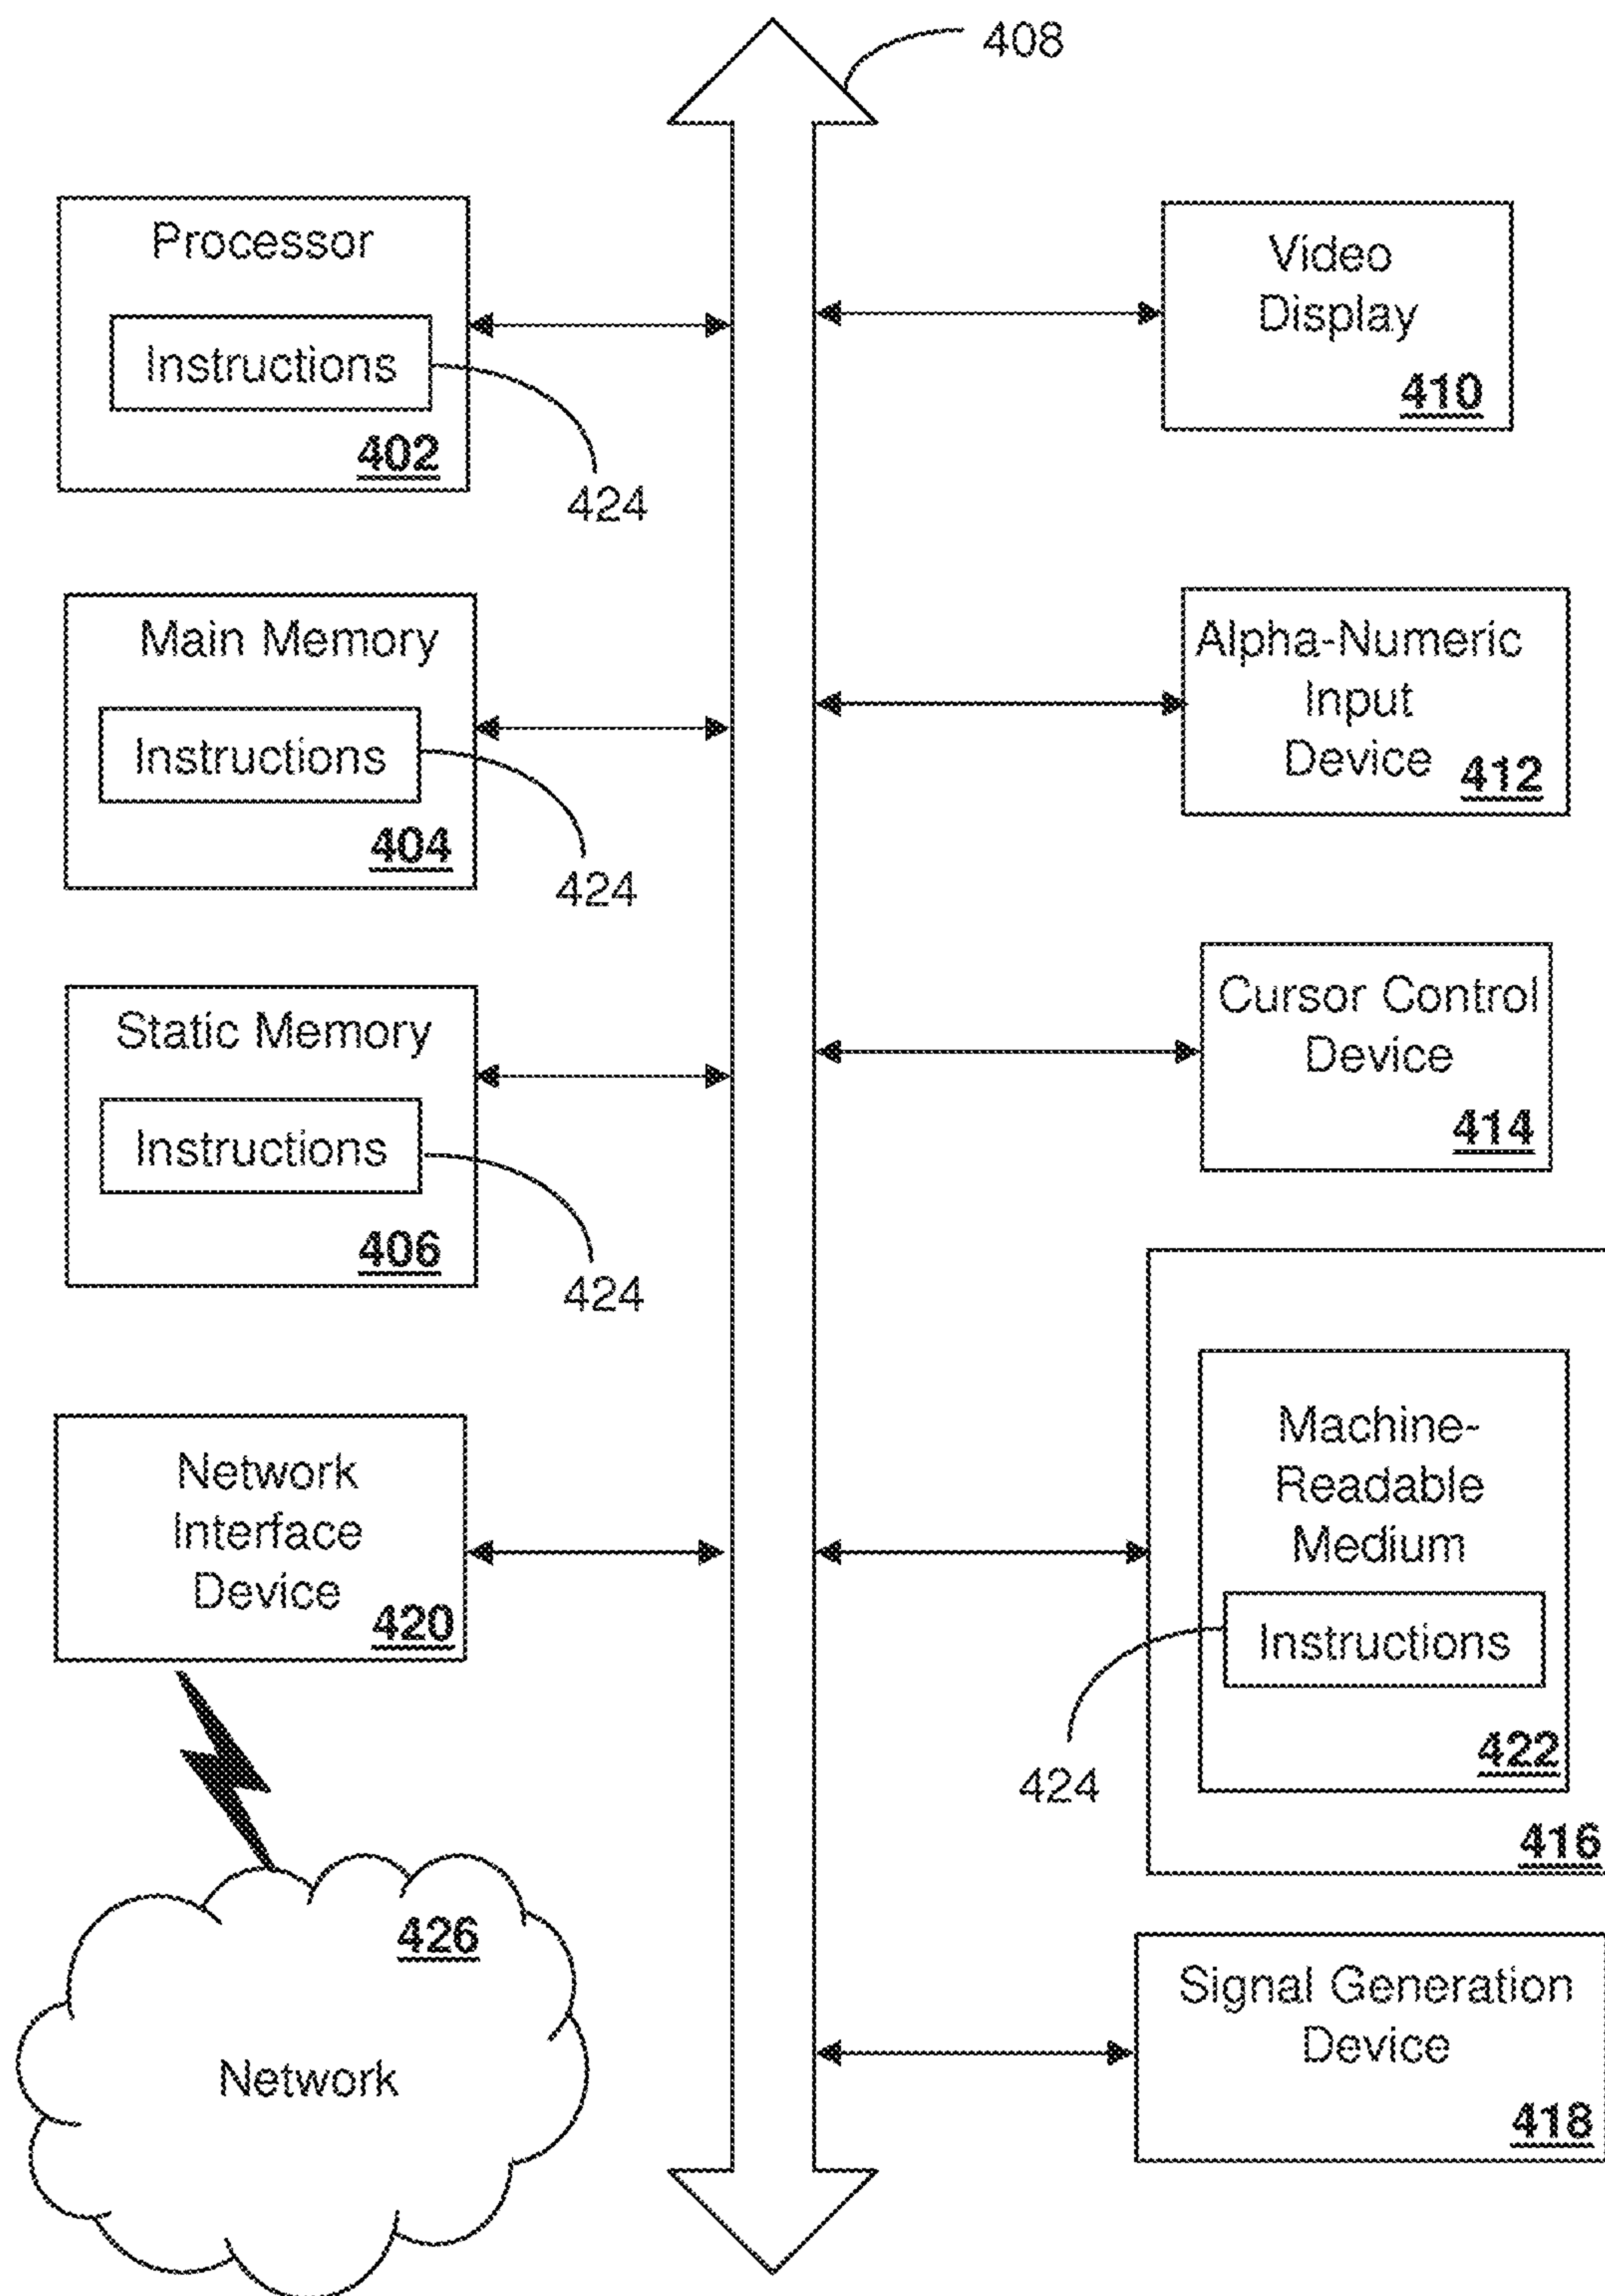 408
Processor
Instructions
402
424
Main Memory
Instructions
404
424
Static Memory
Instructions
406
424
Network
Interface
Device
420
426
Network
Video
Display
410
Alpha-Numeric
Input
Device 412
Cursor Control
Device
414
Machine-
Readable
Medium
Instructions
422
424
416
Signal Generation
Device
418